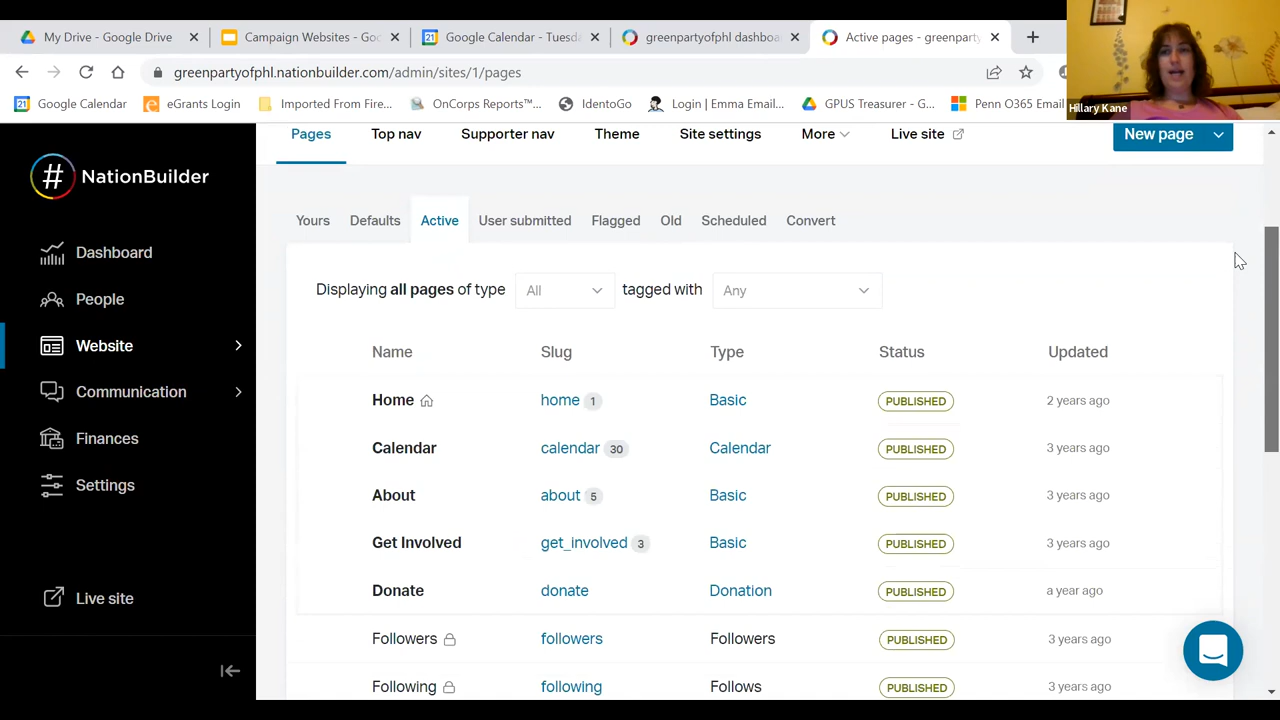 My Drive - Google Drive
Campaign Websites - Goo
Google Calendar - Tuesda
greenpartyofphl dashboa
Active pages - greenparty
greenpartyofphl.nationbuilder.com/admin/sites/1/pages
Google Calendar
eGrants Login
Imported From Fire...
OnCorps Reports™...
IdentoGo
Login | Emma Email...
GPUS Treasurer - G...
Penn O365 Email
Hillary Kane
Pages
Top nav
Supporter nav
Theme
Site settings
More
Live site
New page
# NationBuilder
Dashboard
People
Website
Communication
Finances
Settings
Live site
Yours
Defaults
Active
User submitted
Flagged
Old
Scheduled
Convert
Displaying all pages of type All tagged with Any
Name Slug Type Status Updated
Home home 1 Basic PUBLISHED 2 years ago
Calendar calendar 30 Calendar PUBLISHED 3 years ago
About about 5 Basic PUBLISHED 3 years ago
Get Involved get_involved 3 Basic PUBLISHED 3 years ago
Donate donate Donation PUBLISHED a year ago
Followers followers Followers PUBLISHED 3 years ago
Following following Follows PUBLISHED 3 years ago